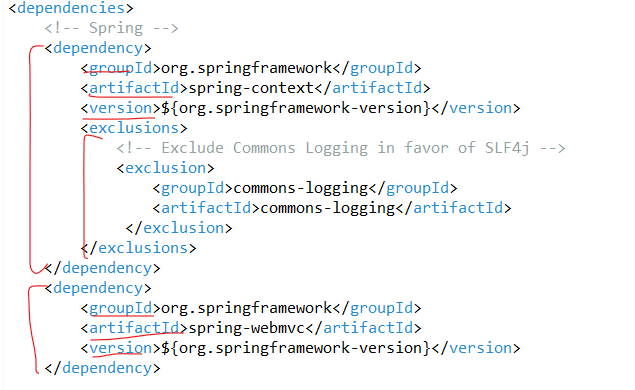 <dependencies>
<!-- Spring -->
<dependency>
<groupId>org.springframework</groupId>
<artifactId>spring-context</artifactId>
<version>${org.springframework-version}</version>
<exclusions>
<!-- Exclude Commons Logging in favor of SLF4j -->
<exclusion>
<groupId>commons-logging</groupId>
<artifactId>commons-logging</artifactId>
</exclusion>
</exclusions>
</dependency>
<dependency>
<groupId>org.springframework</groupId>
<artifactId>spring-webmvc</artifactId>
<version>${org.springframework-version}</version>
</dependency>